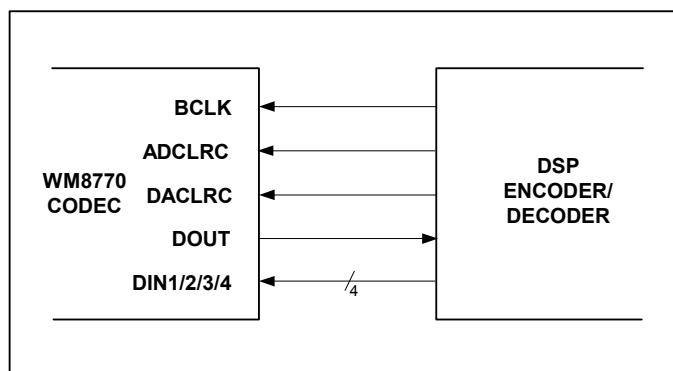 BCLK
ADCLRC
WM8770
CODEC
DACLRC
DOUT
DIN1/2/3/4
4
DSP
ENCODER/
DECODER